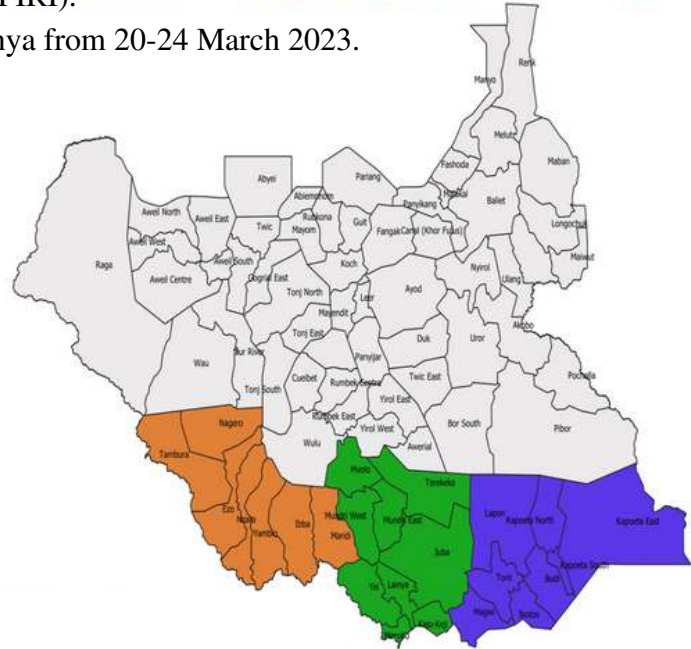 nya from 20-24 March 2023.
Renk
Manyo
Melut
Maban
Fashoda
Pariang
Abyei
Abiemnhom
Malakal
Panyikang
Baliet
Aweil North
Aweil East
Rubkona
Twic
Mayom
Guit
Fangak
Canal (Khor Fulus)
Longochuk
Aweil West
Maiwut
Raga
Aweil South
Koch
Nyirol
Ulang
Aweil Centre
Gogrial East
Tonj North
Leer
Ayod
Mayendit
Akobo
Tonj East
Duk
Uror
Wau
Jur River
Panyijar
Pochalla
Cueibet
Rumbek Centre
Twic East
Tonj South
Yirol East
Rumbek East
Nagero
Yirol West
Bor South
Pibor
Wulu
Awerial
Tambura
Mvolo
Terekeka
Ezo
Nzara
Yambio
Ibba
Maridi
Mundri West
Mundri East
Lapon
Kapoeta North
Kapoeta East
Juba
Kapoeta South
Yei
Lainya
Torit
Budi
Magwi
Ikotos
Kajo-Keji
Morobo